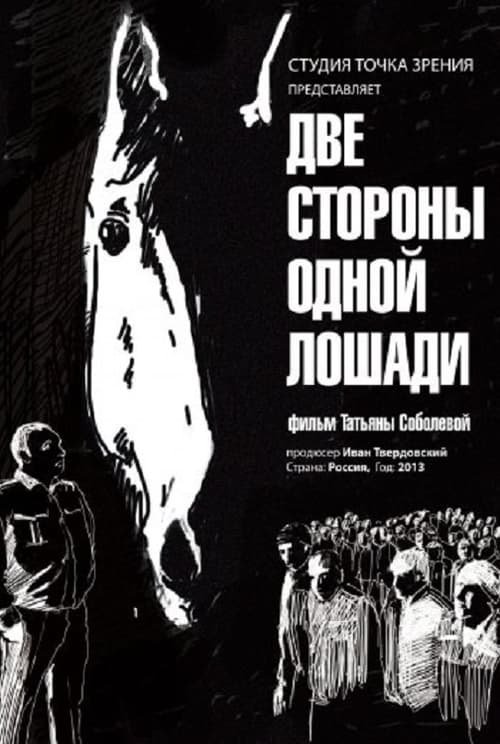 СТУДИЯ ТОЧКА ЗРЕНИЯ
ПРЕДСТАВЛЯЕТ
ДВЕ
СТОРОНЫ
ОДНОЙ
ЛОШАДИ
фильм Татьяны Соболевой
продюсер Иван Твердовский
Страна: Россия, Год: 2013